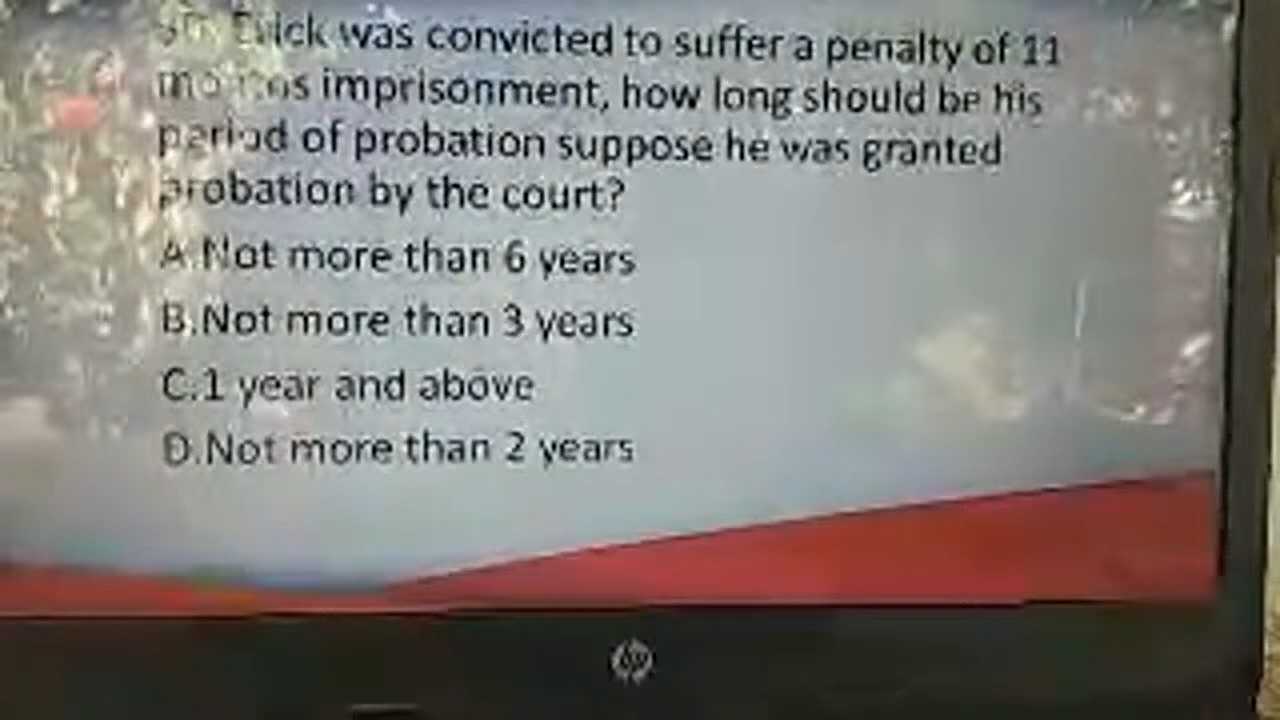 was convicted to suffer a penalty of 11
imprisonment, how long should be his
period of probation suppose he was granted
probation by the court?
A.Not more than 6 years
B.Not more than 3 years
C.1 year and above
D.Not more than 2 years
hp